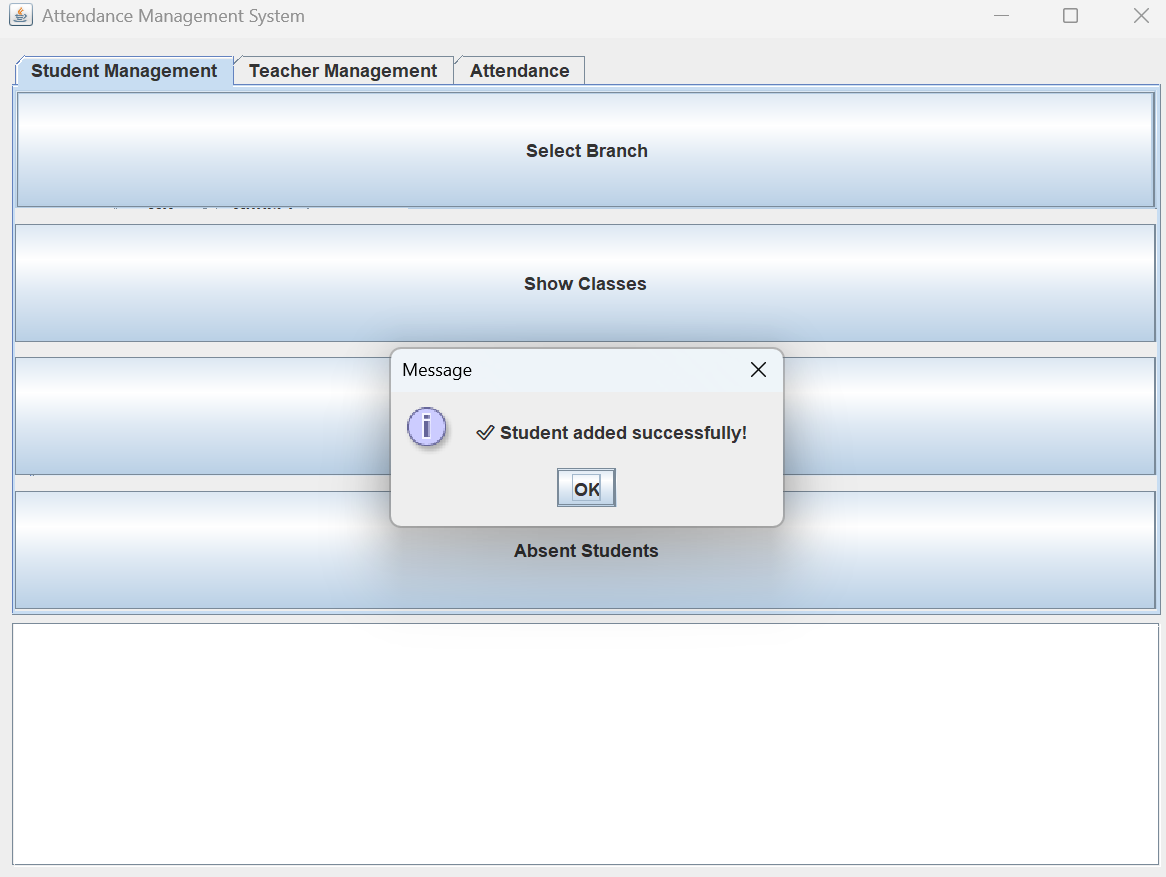 Attendance Management System
Student Management Teacher Management Attendance
Select Branch
Show Classes
Message
✓ Student added successfully!
OK
Absent Students